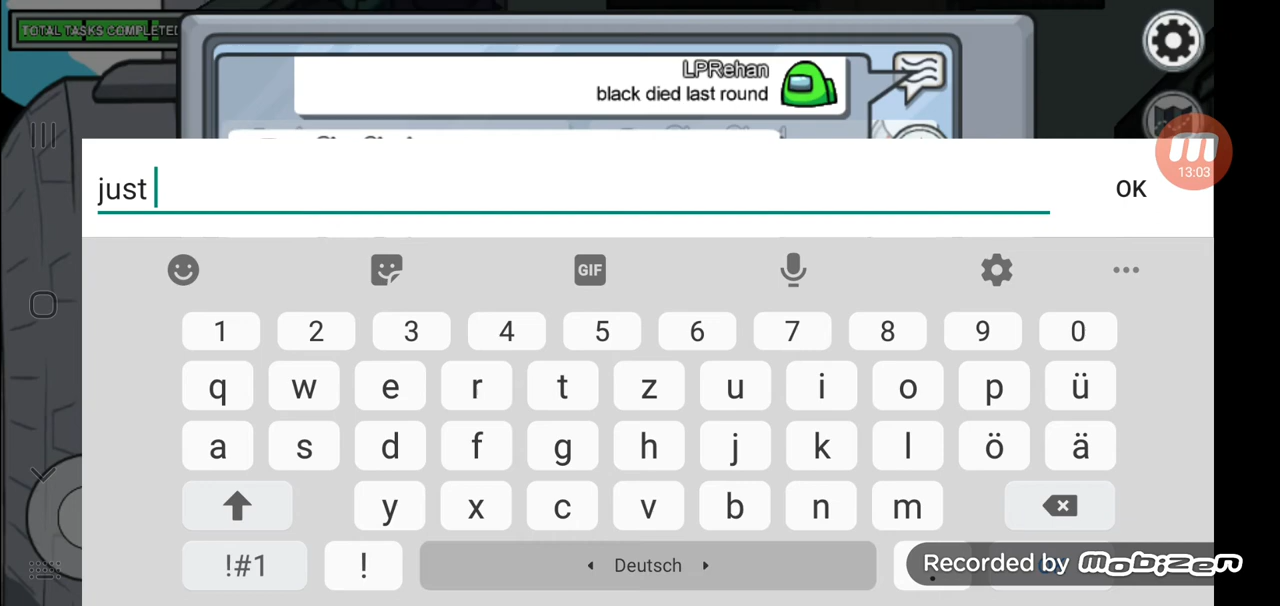 TOTAL TASKS COMPLETED
LPRehan
black died last round
13:03
just
OK
GIF
1 2 3 4 5 6 7 8 9 0
q w e r t z u i o p ü
a s d f g h j k l ö ä
y x c v b n m
!#1 ! Deutsch .
Recorded by MOBIZEN